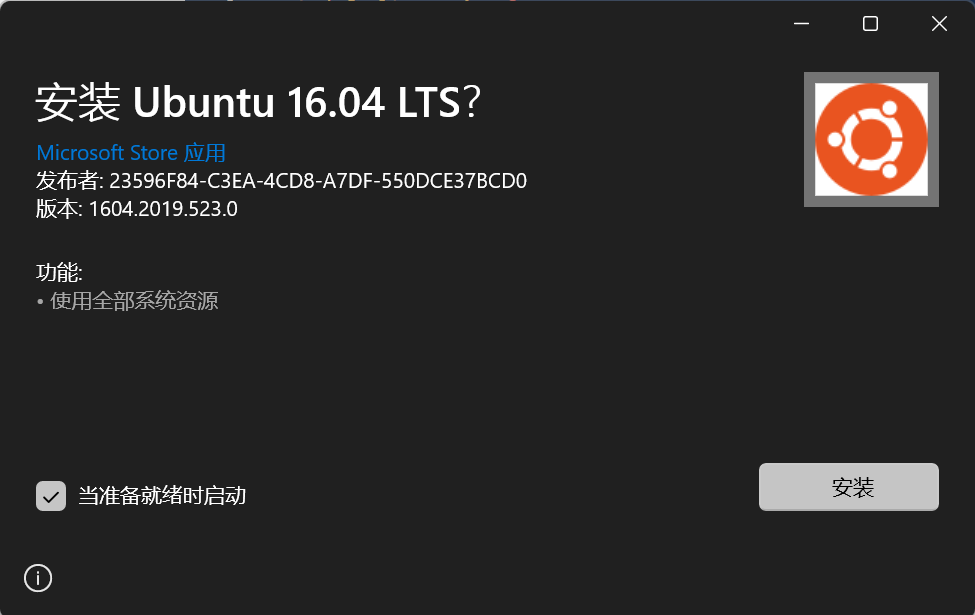 安装 Ubuntu 16.04 LTS?
Microsoft Store 应用
发布者: 23596F84-C3EA-4CD8-A7DF-550DCE37BCD0
版本: 1604.2019.523.0
功能:
• 使用全部系统资源
当准备就绪时启动
安装